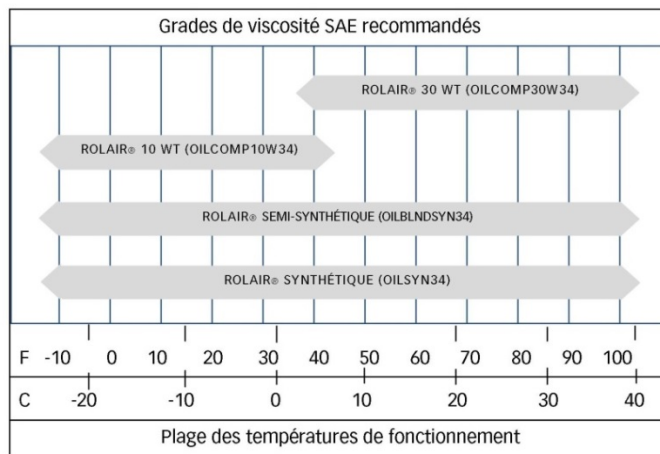 Grades de viscosité SAE recommandés
ROLAIR® 30 WT (OILCOMP30W34)
ROLAIR® 10 WT (OILCOMP10W34)
ROLAIR® SEMI-SYNTHÉTIQUE (OILBLNDSYN34)
ROLAIR® SYNTHÉTIQUE (OILSYN34)
F -10 0 10 20 30 40 50 60 70 80 90 100
C -20 -10 0 10 20 30 40
Plage des températures de fonctionnement